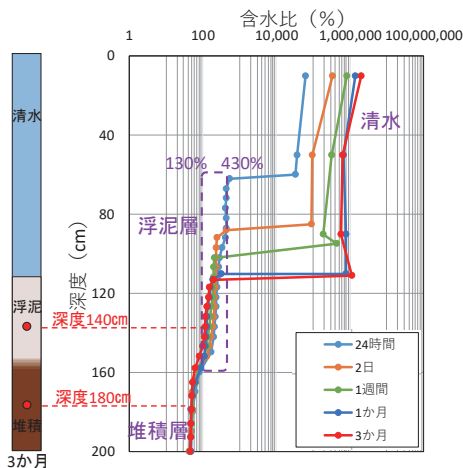 含水比 (%)
1 100 10,000 1,000,000 100,000,000
0
40
80
120
160
200
深度 (cm)
清水
130% 430%
清水
浮泥層
浮泥
深度140㎝
深度180㎝
堆積
堆積層
3か月
24時間
2日
1週間
1か月
3か月